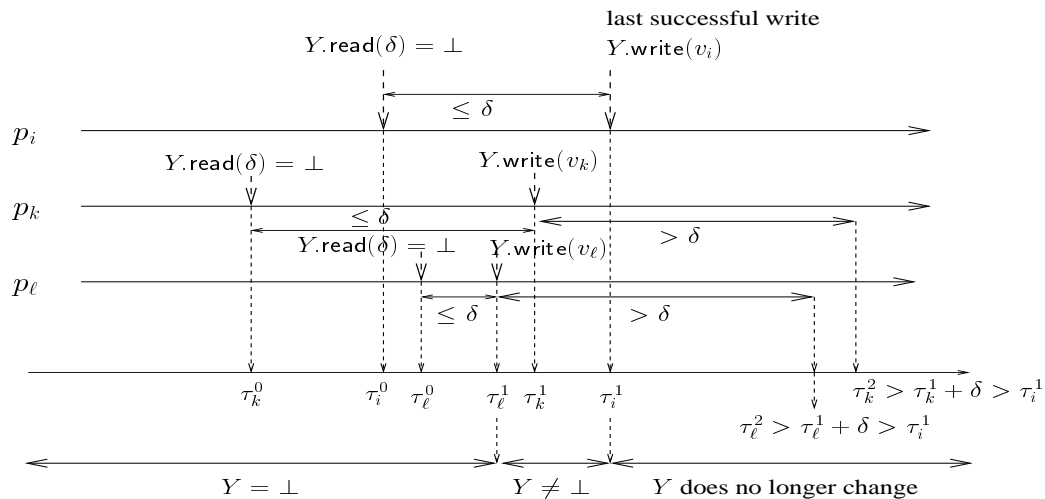 last successful write
Y.read(δ) = ⊥ Y.write(v_i)
≤ δ
p_i
Y.read(δ) = ⊥ Y.write(v_k)
p_k
≤ δ > δ
Y.read(δ) = ⊥ Y.write(v_ℓ)
p_ℓ
≤ δ > δ
τ_k^0 τ_i^0 τ_ℓ^0 τ_ℓ^1 τ_k^1 τ_i^1 τ_k^2 > τ_k^1 + δ > τ_i^1
τ_ℓ^2 > τ_ℓ^1 + δ > τ_i^1
Y = ⊥ Y ≠ ⊥ Y does no longer change